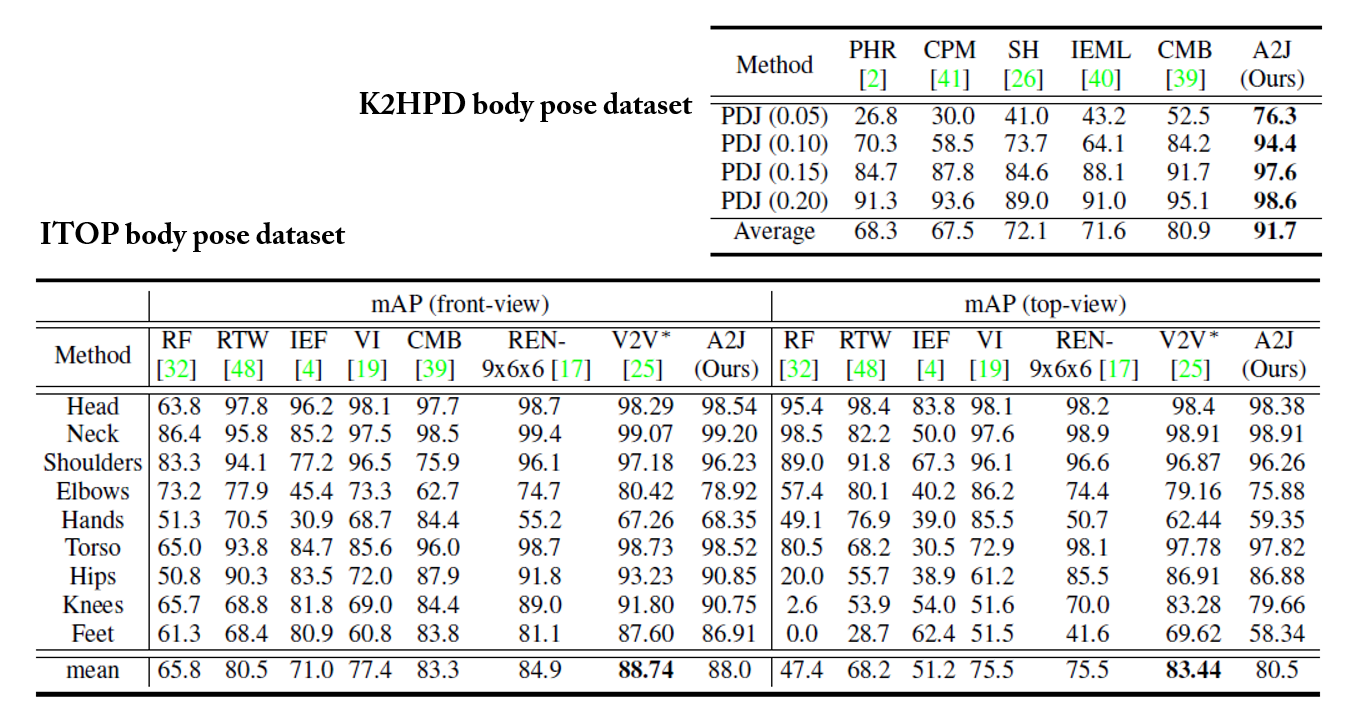 K2HPD body pose dataset
Method PHR [2] CPM [41] SH [26] IEML [40] CMB [39] A2J (Ours)
PDJ (0.05) 26.8 30.0 41.0 43.2 52.5 76.3
PDJ (0.10) 70.3 58.5 73.7 64.1 84.2 94.4
PDJ (0.15) 84.7 87.8 84.6 88.1 91.7 97.6
PDJ (0.20) 91.3 93.6 89.0 91.0 95.1 98.6
Average 68.3 67.5 72.1 71.6 80.9 91.7
ITOP body pose dataset
mAP (front-view) mAP (top-view)
Method RF [32] RTW [48] IEF [4] VI [19] CMB [39] REN-9x6x6 [17] V2V* [25] A2J (Ours) RF [32] RTW [48] IEF [4] VI [19] REN-9x6x6 [17] V2V* [25] A2J (Ours)
Head 63.8 97.8 96.2 98.1 97.7 98.7 98.29 98.54 95.4 98.4 83.8 98.1 98.2 98.4 98.38
Neck 86.4 95.8 85.2 97.5 98.5 99.4 99.07 99.20 98.5 82.2 50.0 97.6 98.9 98.91 98.91
Shoulders 83.3 94.1 77.2 96.5 75.9 96.1 97.18 96.23 89.0 91.8 67.3 96.1 96.6 96.87 96.26
Elbows 73.2 77.9 45.4 73.3 62.7 74.7 80.42 78.92 57.4 80.1 40.2 86.2 74.4 79.16 75.88
Hands 51.3 70.5 30.9 68.7 84.4 55.2 67.26 68.35 49.1 76.9 39.0 85.5 50.7 62.44 59.35
Torso 65.0 93.8 84.7 85.6 96.0 98.7 98.73 98.52 80.5 68.2 30.5 72.9 98.1 97.78 97.82
Hips 50.8 90.3 83.5 72.0 87.9 91.8 93.23 90.85 20.0 55.7 38.9 61.2 85.5 86.91 86.88
Knees 65.7 68.8 81.8 69.0 84.4 89.0 91.80 90.75 2.6 53.9 54.0 51.6 70.0 83.28 79.66
Feet 61.3 68.4 80.9 60.8 83.8 81.1 87.60 86.91 0.0 28.7 62.4 51.5 41.6 69.62 58.34
mean 65.8 80.5 71.0 77.4 83.3 84.9 88.74 88.0 47.4 68.2 51.2 75.5 75.5 83.44 80.5